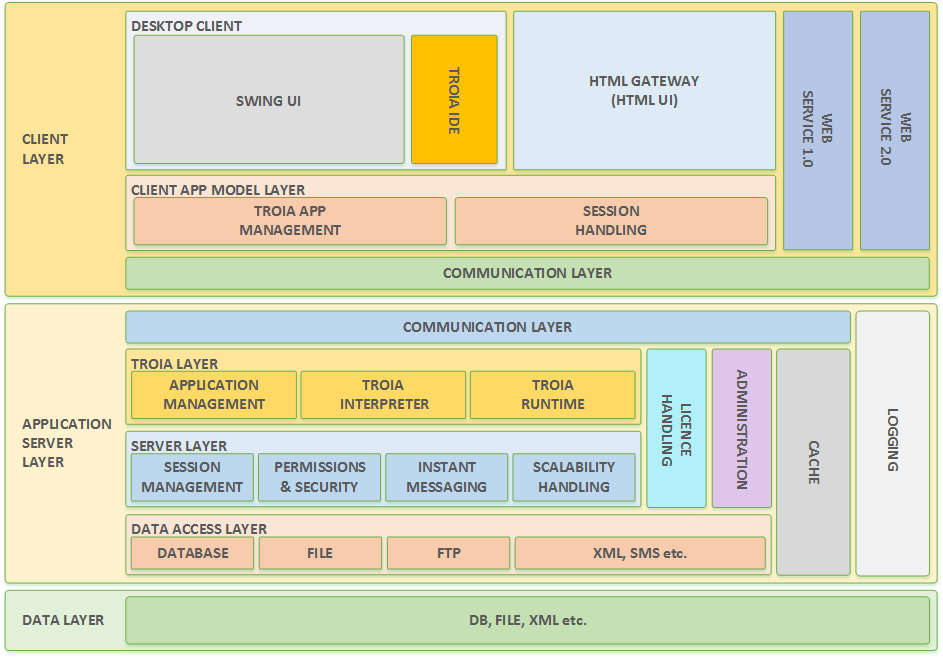 DESKTOP CLIENT
SWING UI
TROIA IDE
HTML GATEWAY
(HTML UI)
WEB
SERVICE 1.0
WEB
SERVICE 2.0
CLIENT
LAYER
CLIENT APP MODEL LAYER
TROIA APP
MANAGEMENT
SESSION
HANDLING
COMMUNICATION LAYER
COMMUNICATION LAYER
TROIA LAYER
APPLICATION
MANAGEMENT
TROIA
INTERPRETER
TROIA
RUNTIME
LICENCE
HANDLING
ADMINISTRATION
CACHE
LOGGING
APPLICATION
SERVER
LAYER
SERVER LAYER
SESSION
MANAGEMENT
PERMISSIONS
& SECURITY
INSTANT
MESSAGING
SCALABILITY
HANDLING
DATA ACCESS LAYER
DATABASE
FILE
FTP
XML, SMS etc.
DATA LAYER
DB, FILE, XML etc.